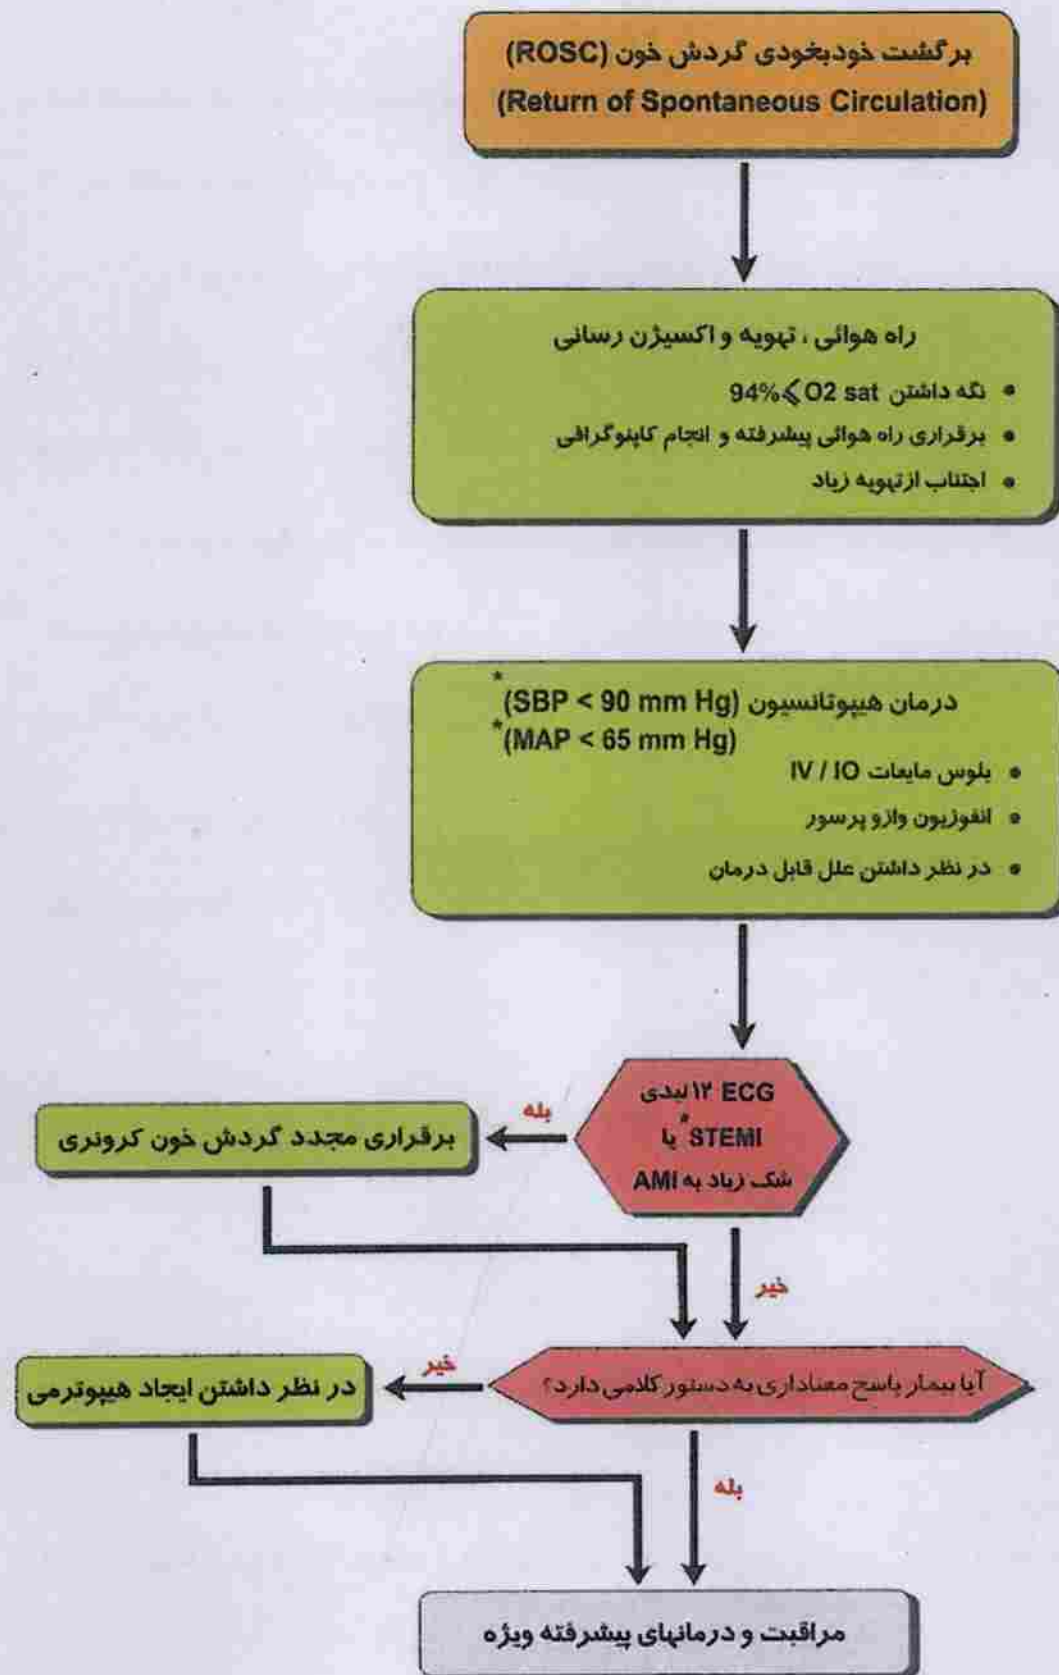 برگشت خودبخودی گردش خون (ROSC)
(Return of Spontaneous Circulation)
راه هوائی ، تهویه و اکسیژن رسانی
• نگه داشتن O2 sat ⩽ 94%
• برقراری راه هوائی پیشرفته و انجام کاپنوگرافی
• اجتناب ازتهویه زیاد
درمان هیپوتانسیون (SBP < 90 mm Hg)*
(MAP < 65 mm Hg)*
• بلوس مایعات IV / IO
• انفوزیون وازو پرسور
• در نظر داشتن علل قابل درمان
ECG ۱۲ لیدی
STEMI* یا
شک زیاد به AMI
بله
برقراری مجدد گردش خون کرونری
خیر
آیا بیمار پاسخ معناداری به دستور کلامی دارد؟
خیر
در نظر داشتن ایجاد هیپوترمی
بله
مراقبت و درمانهای پیشرفته ویژه